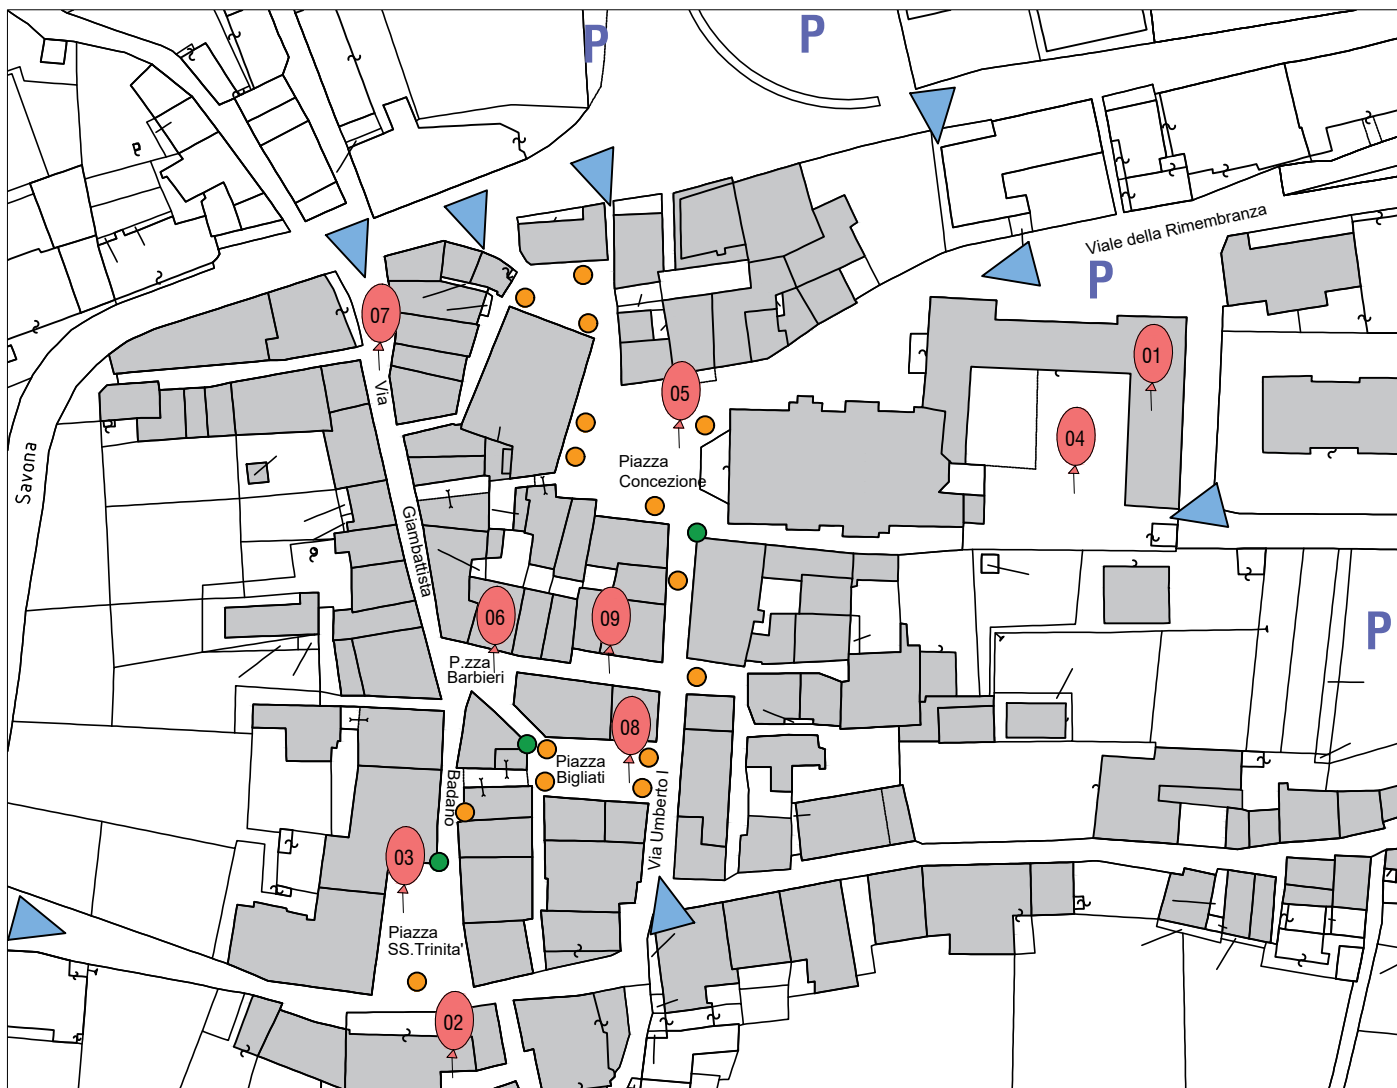 P
P
Viale della Rimembranza
P
07
01
Via
05
04
Savona
Piazza
Concezione
Giambattista
06
09
P
P.zza
Barbieri
08
Piazza
Bigliati
Badano
Via Umberto I
03
Piazza
SS.Trinita'
02